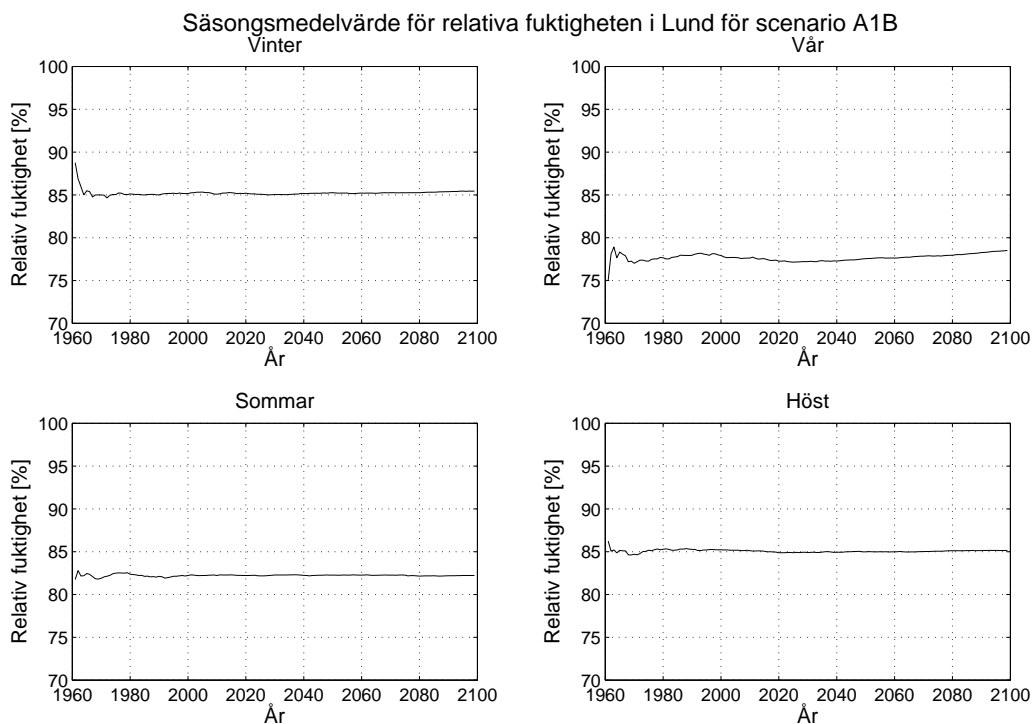 Säsongsmedelvärde för relativa fuktigheten i Lund för scenario A1B
Vinter
100
95
90
85
80
75
70
Relativ fuktighet [%]
1960 1980 2000 2020 2040 2060 2080 2100
År
Vår
100
95
90
85
80
75
70
Relativ fuktighet [%]
1960 1980 2000 2020 2040 2060 2080 2100
År
Sommar
100
95
90
85
80
75
70
Relativ fuktighet [%]
1960 1980 2000 2020 2040 2060 2080 2100
År
Höst
100
95
90
85
80
75
70
Relativ fuktighet [%]
1960 1980 2000 2020 2040 2060 2080 2100
År